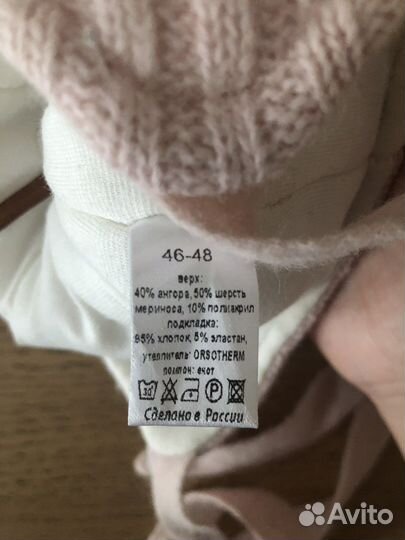 46-48
верх:
40% ангора, 50% шерсть
мериноса, 10% полиакрил
подкладка:
95% хлопок, 5% эластан,
утеплитель: ORSOTHERM
помпон: енот
30 P
Сделано в России
Avito